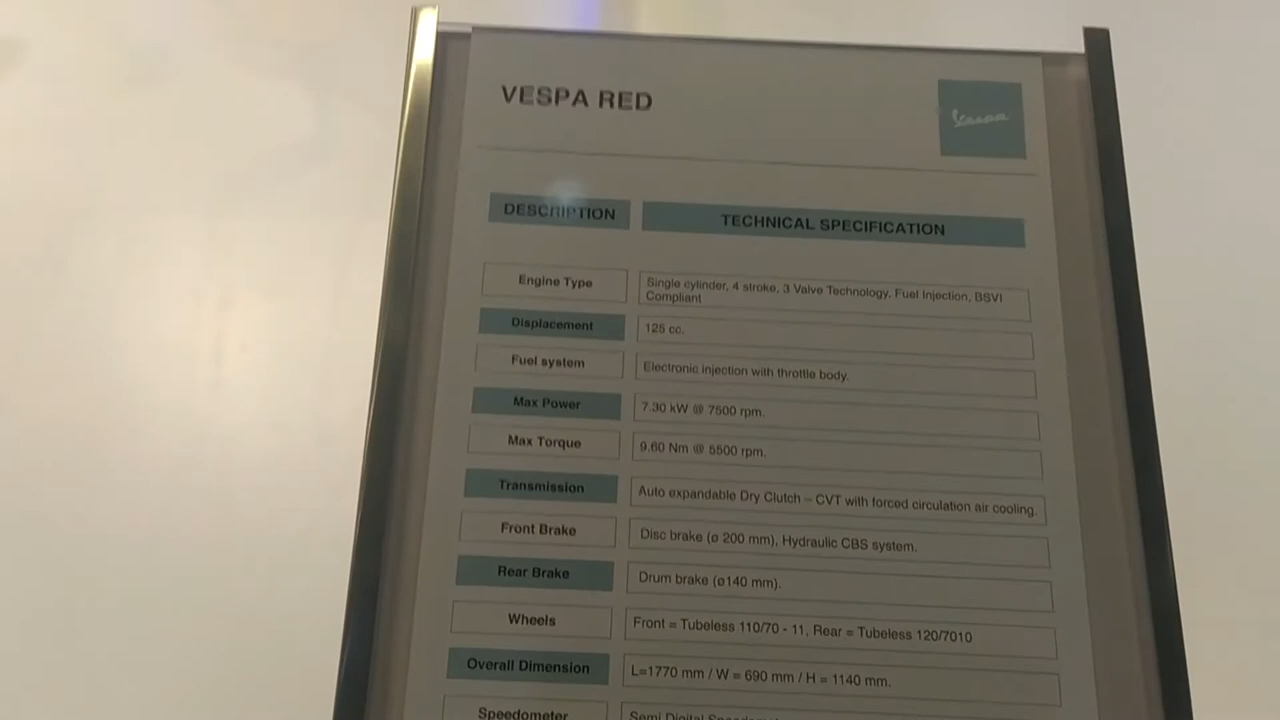 VESPA RED
Vespa
DESCRIPTION TECHNICAL SPECIFICATION
Engine Type Single cylinder, 4 stroke, 3 Valve Technology, Fuel Injection, BSVI
Compliant
Displacement 125 cc.
Fuel system Electronic injection with throttle body.
Max Power 7.30 kW @ 7500 rpm.
Max Torque 9.60 Nm @ 5500 rpm.
Transmission Auto expandable Dry Clutch – CVT with forced circulation air cooling.
Front Brake Disc brake (ø 200 mm), Hydraulic CBS system.
Rear Brake Drum brake (ø140 mm).
Wheels Front = Tubeless 110/70 - 11, Rear = Tubeless 120/7010
Overall Dimension L=1770 mm / W = 690 mm / H = 1140 mm.
Speedometer Semi Digital